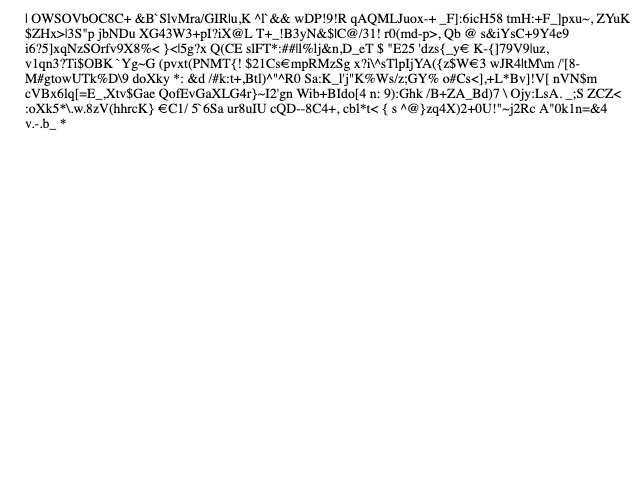 | OWSOVbOC8C+ &B`SlvMra/GIR|u,K ^l` && wDP!9!R qAQMLJuox-+ _F]:6icH58 tmH:+F_]pxu~, ZYuK
$ZHx>|3S"p jbNDu XG43W3+pI?iX@L T+_!B3yN&$lC@/31! r0(md-p>, Qb @ s&iYsC+9Y4e9
i6?5]xqNzSOrfv9X8%< }<|5g?x Q(CE slFT*:##l|%lj&n,D_eT $ "E25 'dzs{_y€ K-{]79V9|uz,
v1qn3?Ti$OBK `Yg~G (pvxt(PNMT{! $21Cs€mpRMzSg x?i\^sTlpIjYA({z$W€3 wJR4|tM\m /'[8-
M#gtowUTk%D\9 doXky *: &d /#k:t+,Btl)^"^R0 Sa:K_l'j"K%Ws/z;GY% o#Cs<],+L*Bv]!V[ nVN$m
cVBx6lq[=E_,Xtv$Gae QofEvGaXLG4r}~I2'gn Wib+BIdo[4 n: 9):Ghk /B+ZA_Bd)7 \ Ojy:LsA. _;S ZCZ<
:oXk5*\.w.8zV(hhrcK} €C1/ 5`6Sa ur8uIU cQD--8C4+, cbl*t< { s ^@}zq4X)2+0U!"~j2Rc A"0k1n=&4
v.-.b_ *